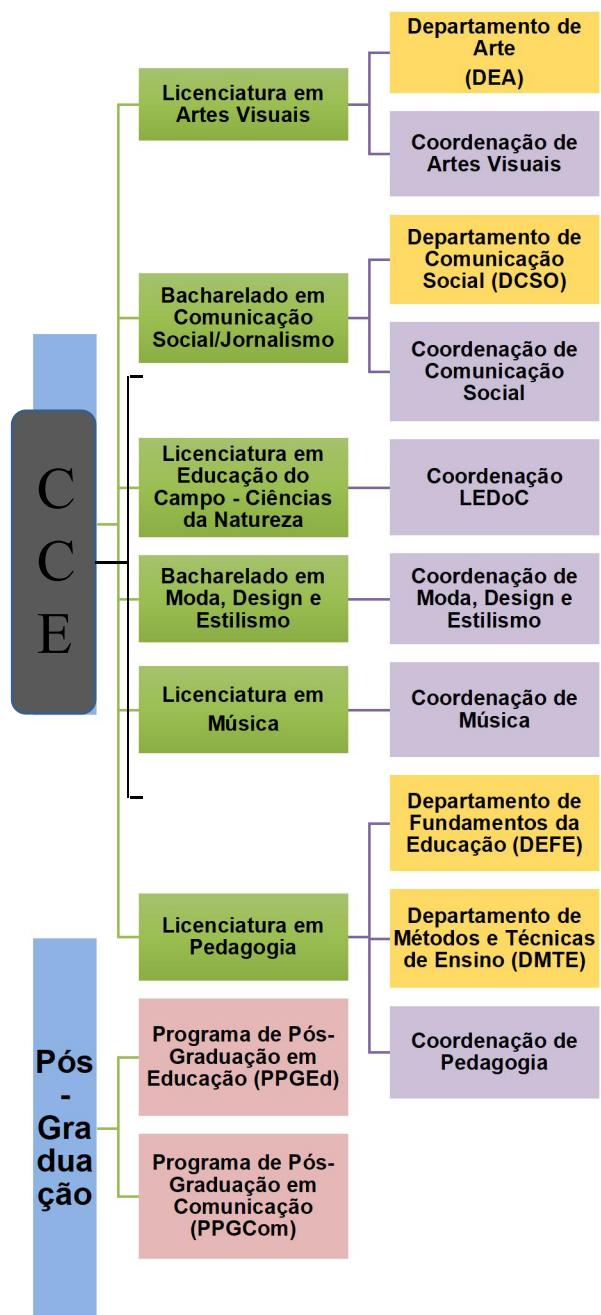 C
C
E
Licenciatura em
Artes Visuais
Departamento de
Arte
(DEA)
Coordenação de
Artes Visuais
Bacharelado em
Comunicação
Social/Jornalismo
Departamento de
Comunicação
Social (DCSO)
Coordenação de
Comunicação
Social
Licenciatura em
Educação do
Campo - Ciências
da Natureza
Coordenação
LEDoC
Bacharelado em
Moda, Design e
Estilismo
Coordenação de
Moda, Design e
Estilismo
Licenciatura em
Música
Coordenação de
Música
Licenciatura em
Pedagogia
Departamento de
Fundamentos da
Educação (DEFE)
Departamento de
Métodos e Técnicas
de Ensino (DMTE)
Coordenação de
Pedagogia
Pós
-
Gra
dua
ção
Programa de Pós-
Graduação em
Educação (PPGEd)
Programa de Pós-
Graduação em
Comunicação
(PPGCom)